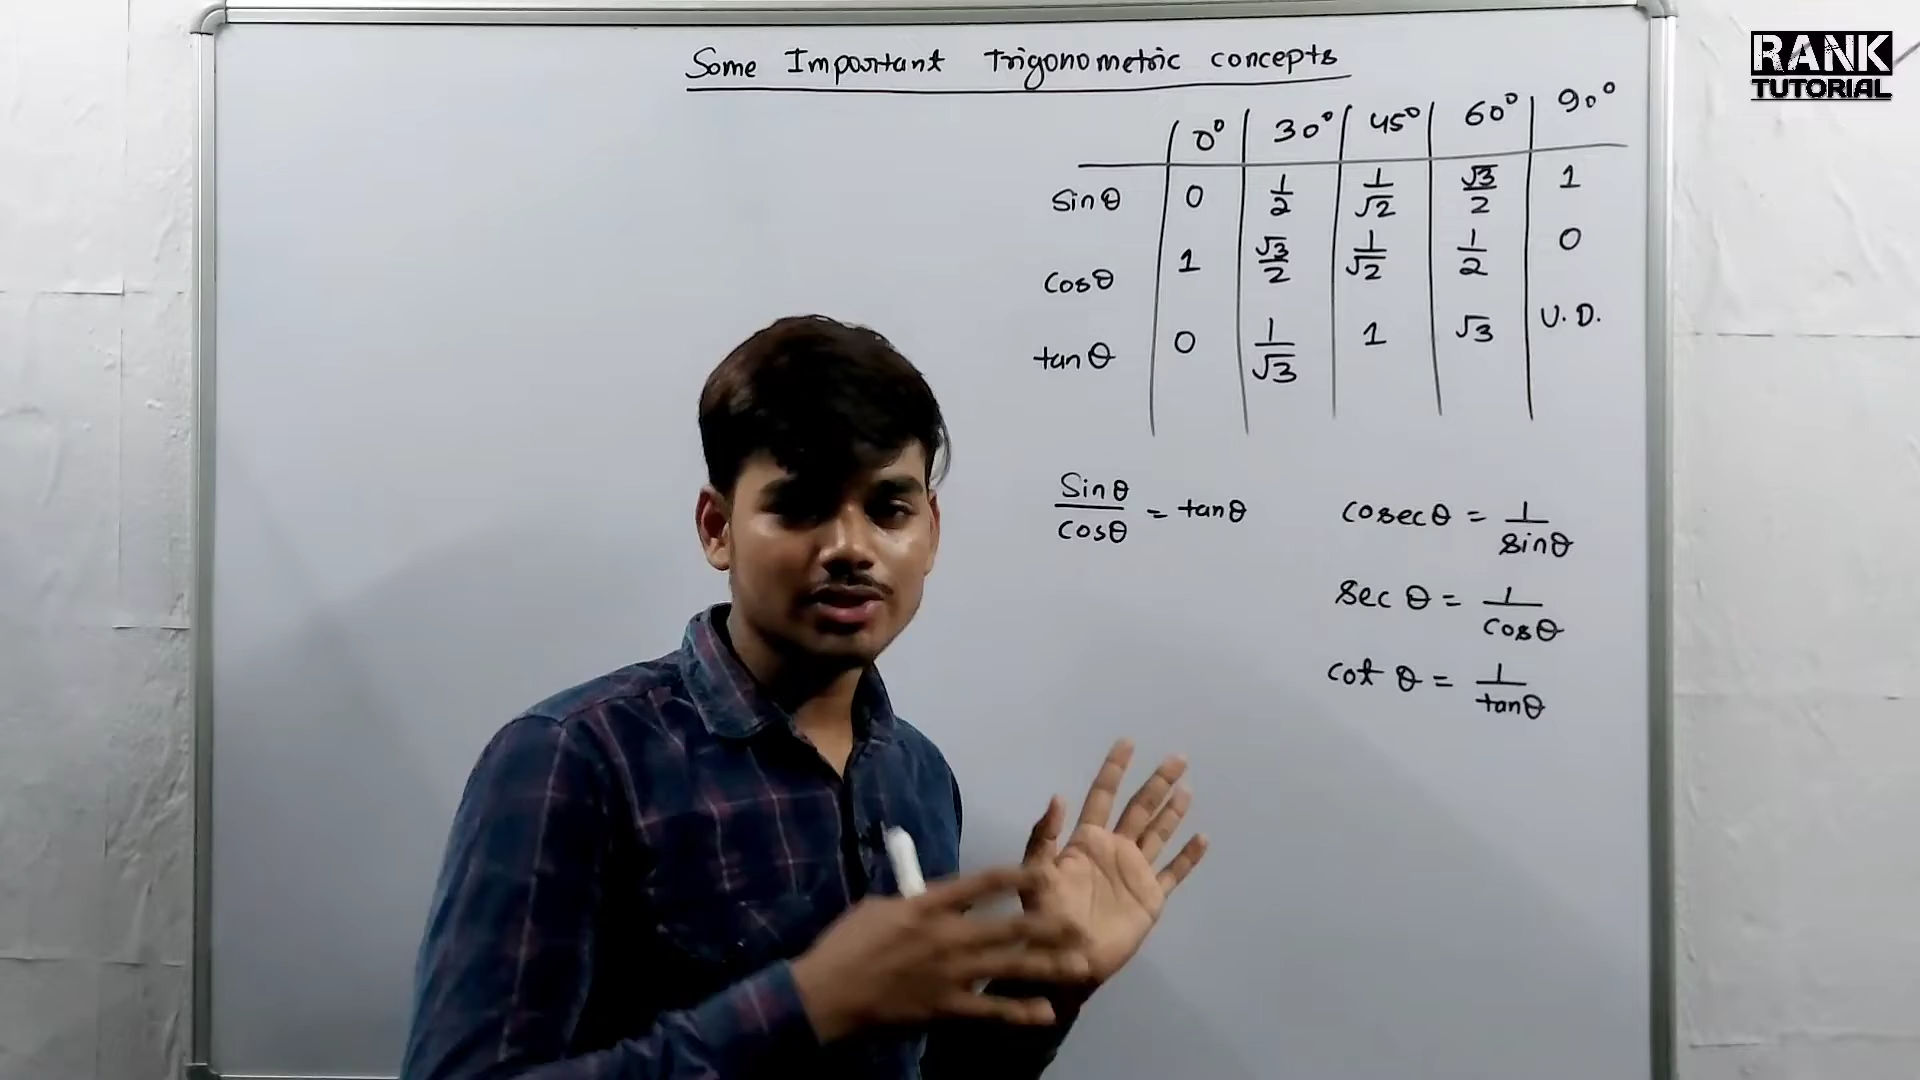 Some Important Trigonometric concepts
RANK
TUTORIAL
0° 30° 45° 60° 90°
sinθ 0 1/2 1/√2 √3/2 1
cosθ 1 √3/2 1/√2 1/2 0
tanθ 0 1/√3 1 √3 U.D.
Sinθ/cosθ = tanθ
cosecθ = 1/sinθ
sec θ = 1/cosθ
cot θ = 1/tanθ